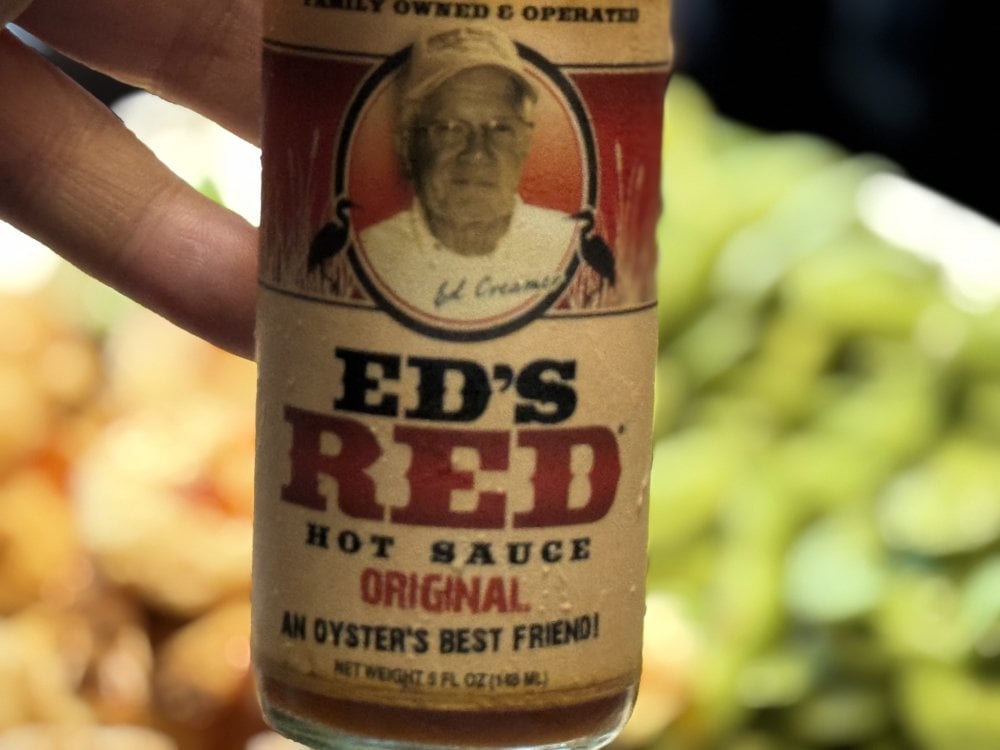 FAMILY OWNED & OPERATED
Ed Creamer
ED'S
RED
HOT SAUCE
ORIGINAL
AN OYSTER'S BEST FRIEND!
NET WEIGHT 5 FL OZ (148 ML)